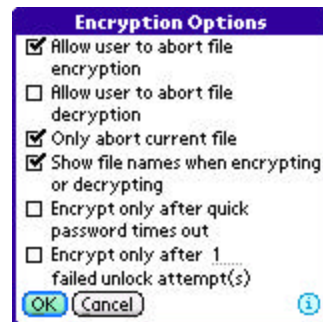 Encryption Options
Allow user to abort file
encryption
Allow user to abort file
decryption
Only abort current file
Show file names when encrypting
or decrypting
Encrypt only after quick
password times out
Encrypt only after 1
failed unlock attempt(s)
OK Cancel i